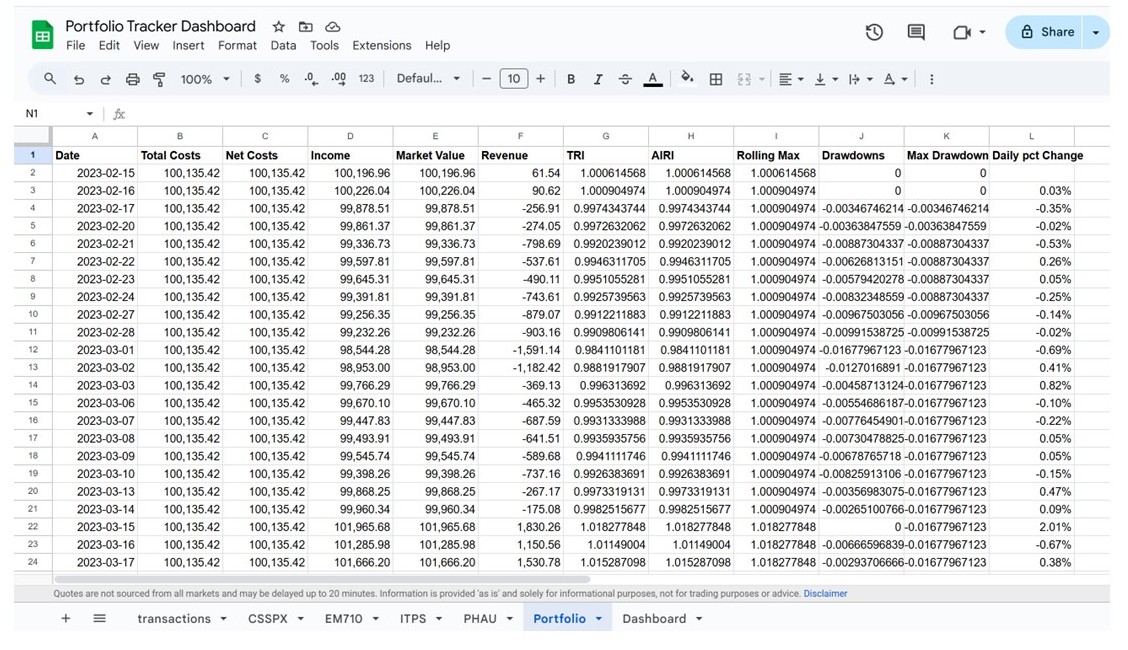 Portfolio Tracker Dashboard
File Edit View Insert Format Data Tools Extensions Help
Share
100% $ % .0 .00 123 Defaul... 10 B I S A
N1 fx
A B C D E F G H I J K L
1 Date Total Costs Net Costs Income Market Value Revenue TRI AIRI Rolling Max Drawdowns Max Drawdown Daily pct Change
2 2023-02-15 100,135.42 100,135.42 100,196.96 100,196.96 61.54 1.000614568 1.000614568 1.000614568 0 0
3 2023-02-16 100,135.42 100,135.42 100,226.04 100,226.04 90.62 1.000904974 1.000904974 1.000904974 0 0 0.03%
4 2023-02-17 100,135.42 100,135.42 99,878.51 99,878.51 -256.91 0.9974343744 0.9974343744 1.000904974 -0.00346746214 -0.00346746214 -0.35%
5 2023-02-20 100,135.42 100,135.42 99,861.37 99,861.37 -274.05 0.9972632062 0.9972632062 1.000904974 -0.00363847559 -0.00363847559 -0.02%
6 2023-02-21 100,135.42 100,135.42 99,336.73 99,336.73 -798.69 0.9920239012 0.9920239012 1.000904974 -0.00887304337 -0.00887304337 -0.53%
7 2023-02-22 100,135.42 100,135.42 99,597.81 99,597.81 -537.61 0.9946311705 0.9946311705 1.000904974 -0.00626813151 -0.00887304337 0.26%
8 2023-02-23 100,135.42 100,135.42 99,645.31 99,645.31 -490.11 0.9951055281 0.9951055281 1.000904974 -0.00579420278 -0.00887304337 0.05%
9 2023-02-24 100,135.42 100,135.42 99,391.81 99,391.81 -743.61 0.9925739563 0.9925739563 1.000904974 -0.00832348559 -0.00887304337 -0.25%
10 2023-02-27 100,135.42 100,135.42 99,256.35 99,256.35 -879.07 0.9912211883 0.9912211883 1.000904974 -0.00967503056 -0.00967503056 -0.14%
11 2023-02-28 100,135.42 100,135.42 99,232.26 99,232.26 -903.16 0.9909806141 0.9909806141 1.000904974 -0.00991538725 -0.00991538725 -0.02%
12 2023-03-01 100,135.42 100,135.42 98,544.28 98,544.28 -1,591.14 0.9841101181 0.9841101181 1.000904974 -0.01677967123 -0.01677967123 -0.69%
13 2023-03-02 100,135.42 100,135.42 98,953.00 98,953.00 -1,182.42 0.9881917907 0.9881917907 1.000904974 -0.0127016891 -0.01677967123 0.41%
14 2023-03-03 100,135.42 100,135.42 99,766.29 99,766.29 -369.13 0.996313692 0.996313692 1.000904974 -0.00458713124 -0.01677967123 0.82%
15 2023-03-06 100,135.42 100,135.42 99,670.10 99,670.10 -465.32 0.9953530928 0.9953530928 1.000904974 -0.00554686187 -0.01677967123 -0.10%
16 2023-03-07 100,135.42 100,135.42 99,447.83 99,447.83 -687.59 0.9931333988 0.9931333988 1.000904974 -0.00776454901 -0.01677967123 -0.22%
17 2023-03-08 100,135.42 100,135.42 99,493.91 99,493.91 -641.51 0.9935935756 0.9935935756 1.000904974 -0.00730478825 -0.01677967123 0.05%
18 2023-03-09 100,135.42 100,135.42 99,545.74 99,545.74 -589.68 0.9941111746 0.9941111746 1.000904974 -0.00678765718 -0.01677967123 0.05%
19 2023-03-10 100,135.42 100,135.42 99,398.26 99,398.26 -737.16 0.9926383691 0.9926383691 1.000904974 -0.00825913106 -0.01677967123 -0.15%
20 2023-03-13 100,135.42 100,135.42 99,868.25 99,868.25 -267.17 0.9973319131 0.9973319131 1.000904974 -0.00356983075 -0.01677967123 0.47%
21 2023-03-14 100,135.42 100,135.42 99,960.34 99,960.34 -175.08 0.9982515677 0.9982515677 1.000904974 -0.00265100766 -0.01677967123 0.09%
22 2023-03-15 100,135.42 100,135.42 101,965.68 101,965.68 1,830.26 1.018277848 1.018277848 1.018277848 0 -0.01677967123 2.01%
23 2023-03-16 100,135.42 100,135.42 101,285.98 101,285.98 1,150.56 1.01149004 1.01149004 1.018277848 -0.00666596839 -0.01677967123 -0.67%
24 2023-03-17 100,135.42 100,135.42 101,666.20 101,666.20 1,530.78 1.015287098 1.015287098 1.018277848 -0.00293706666 -0.01677967123 0.38%
Quotes are not sourced from all markets and may be delayed up to 20 minutes. Information is provided 'as is' and solely for informational purposes, not for trading purposes or advice. Disclaimer
transactions CSSPX EM710 ITPS PHAU Portfolio Dashboard